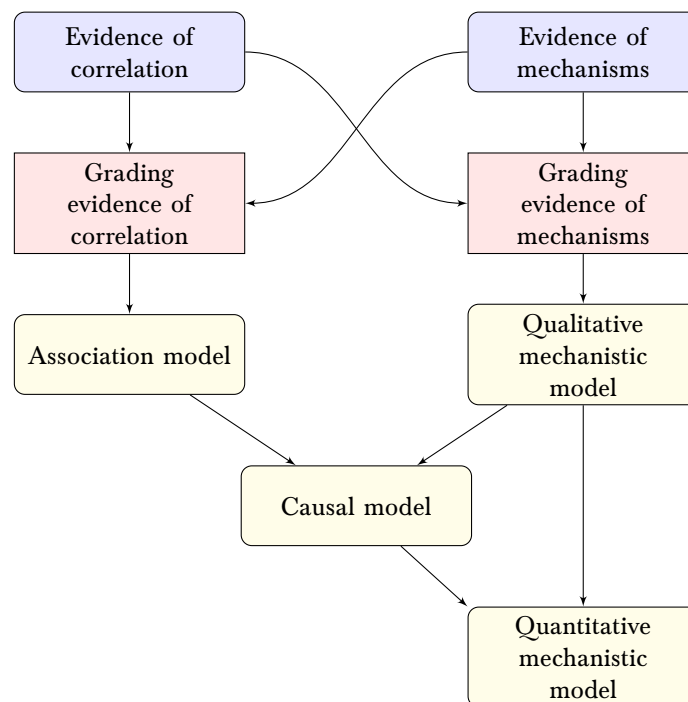 Evidence of
correlation
Evidence of
mechanisms
Grading
evidence of
correlation
Grading
evidence of
mechanisms
Association model
Qualitative
mechanistic
model
Causal model
Quantitative
mechanistic
model